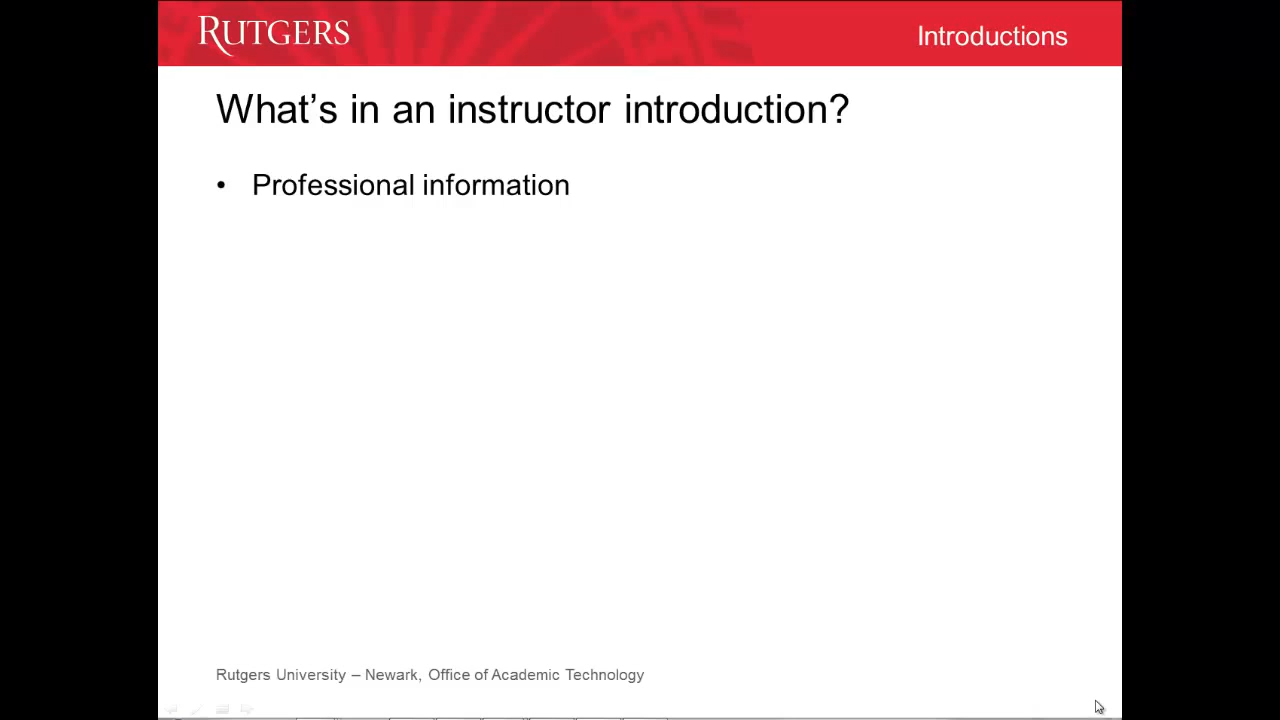 RUTGERS
Introductions
What’s in an instructor introduction?
• Professional information
Rutgers University – Newark, Office of Academic Technology